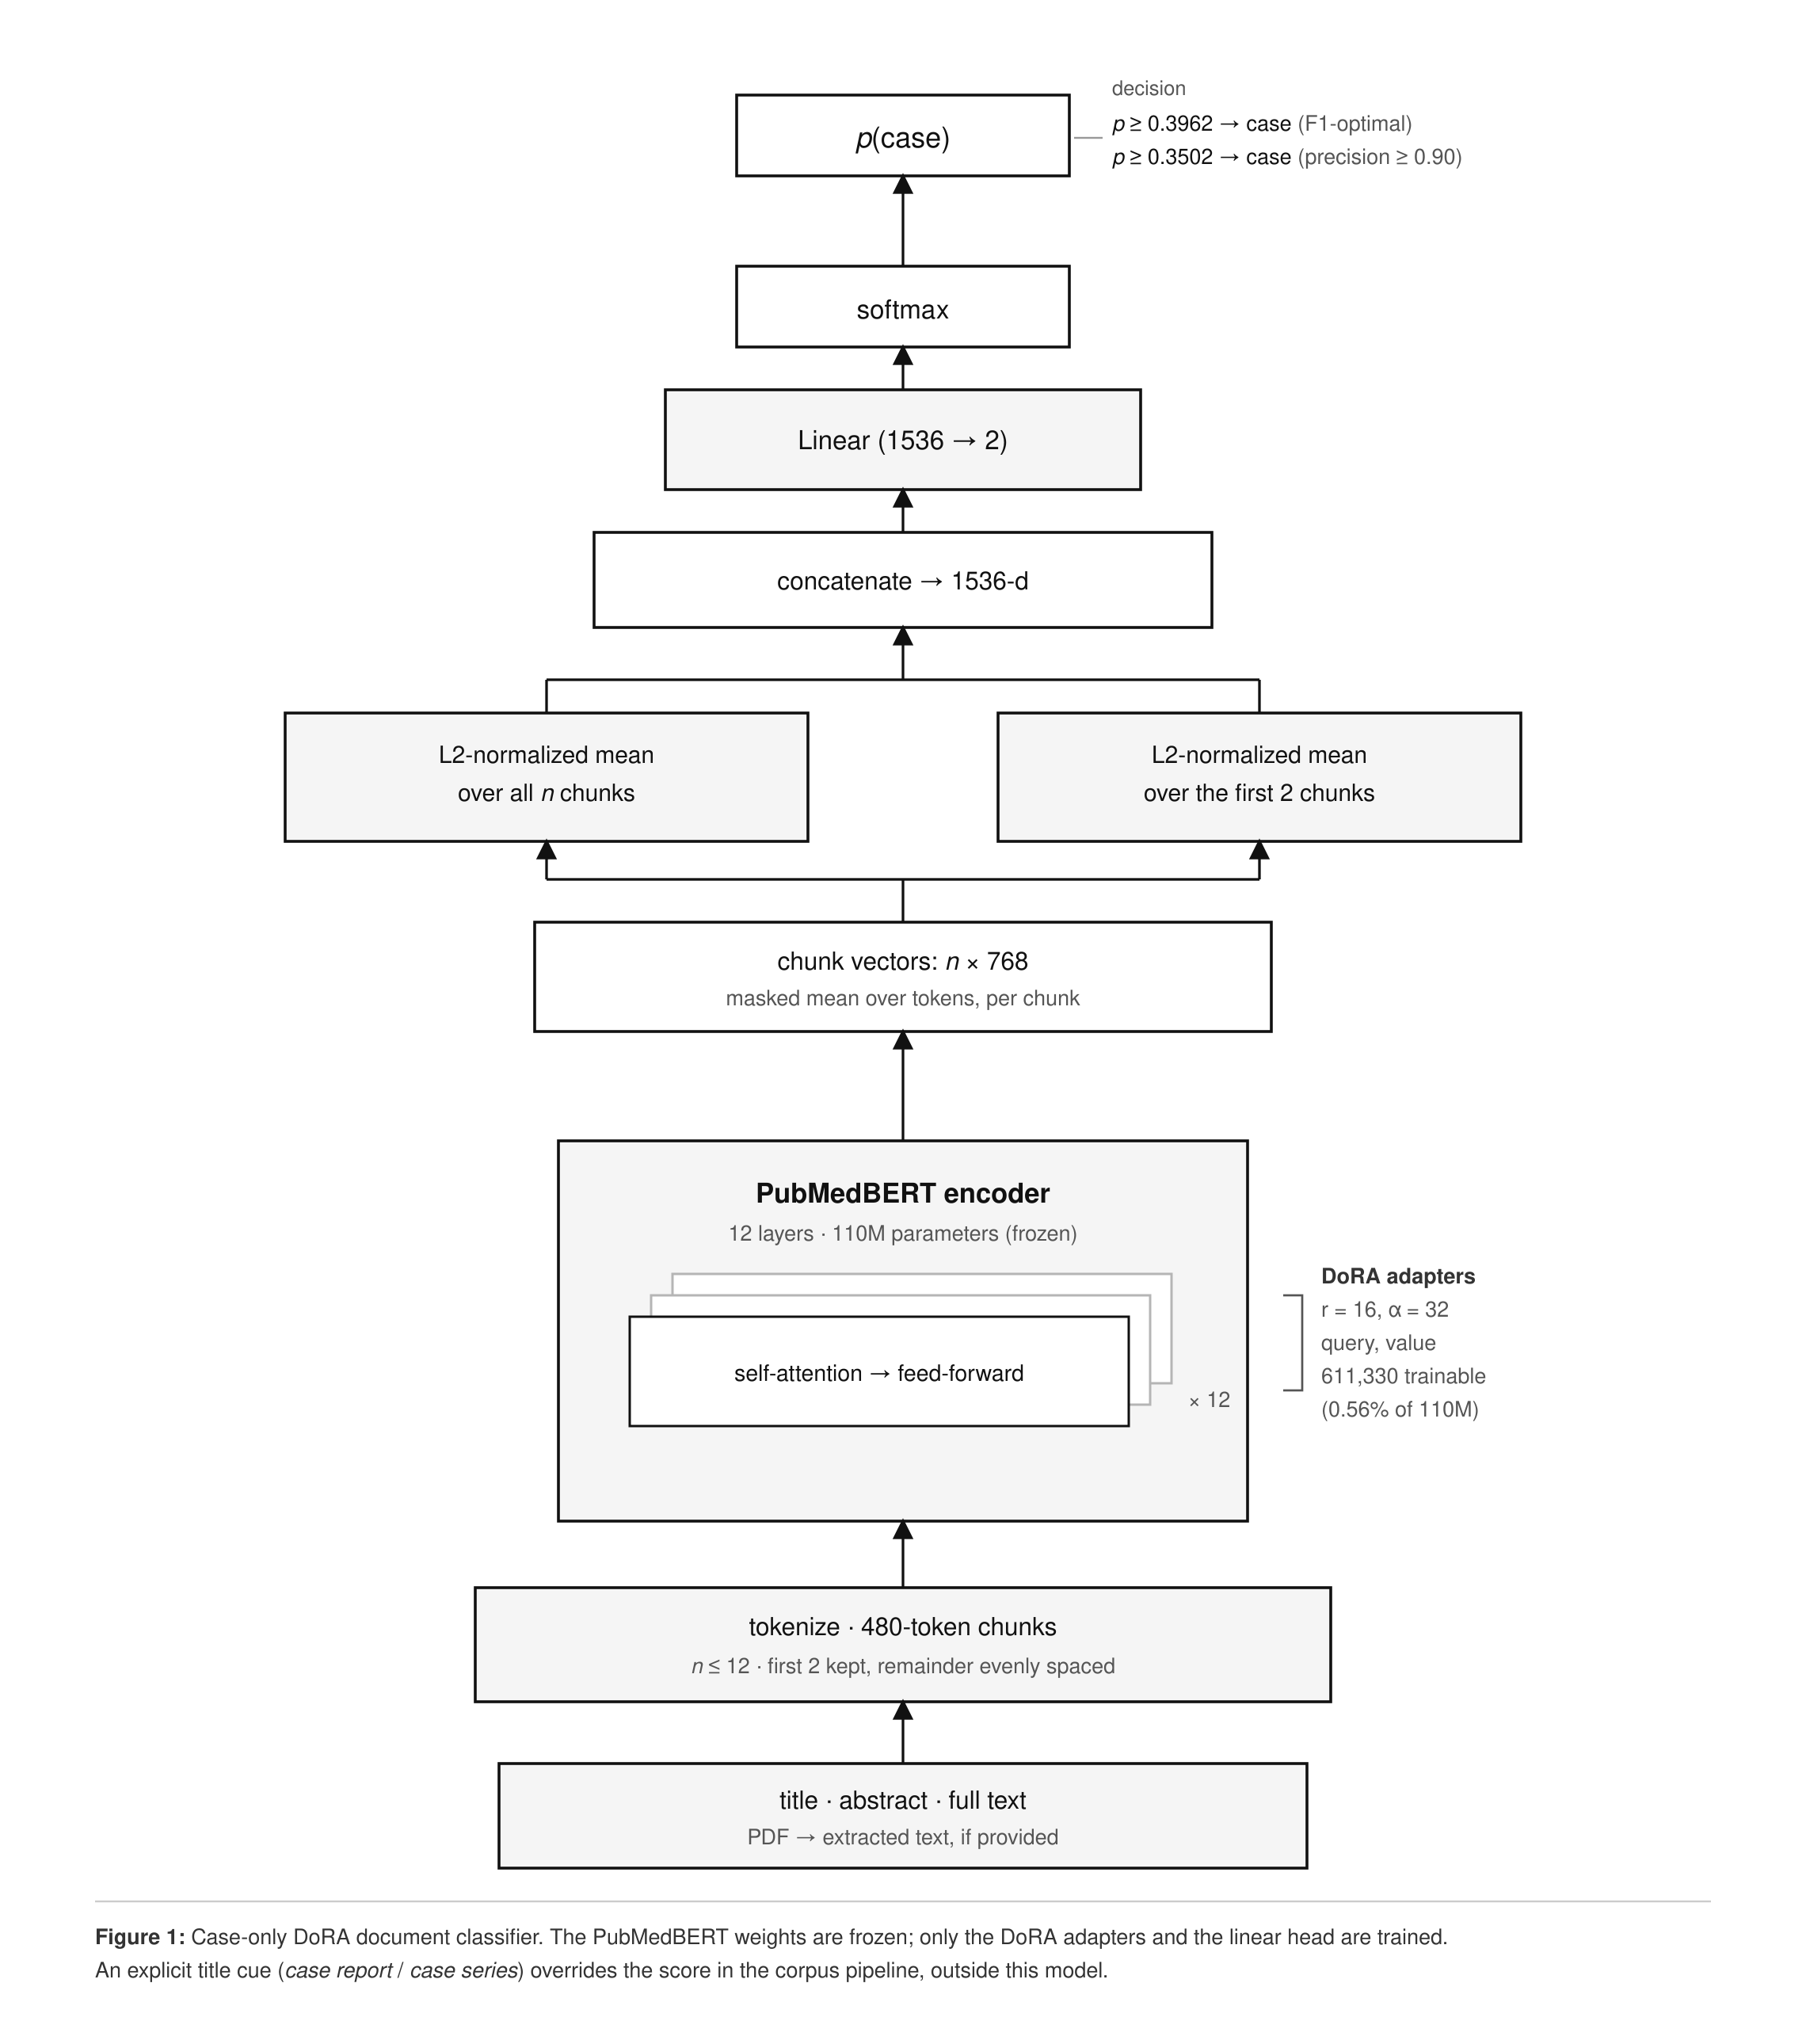 decision
p ≥ 0.3962 → case (F1-optimal)
p ≥ 0.3502 → case (precision ≥ 0.90)
p(case)
softmax
Linear (1536 → 2)
concatenate → 1536-d
L2-normalized mean
over all n chunks
L2-normalized mean
over the first 2 chunks
chunk vectors: n × 768
masked mean over tokens, per chunk
PubMedBERT encoder
12 layers · 110M parameters (frozen)
self-attention → feed-forward
× 12
DoRA adapters
r = 16, α = 32
query, value
611,330 trainable
(0.56% of 110M)
tokenize · 480-token chunks
n ≤ 12 · first 2 kept, remainder evenly spaced
title · abstract · full text
PDF → extracted text, if provided
Figure 1: Case-only DoRA document classifier. The PubMedBERT weights are frozen; only the DoRA adapters and the linear head are trained.
An explicit title cue (case report / case series) overrides the score in the corpus pipeline, outside this model.